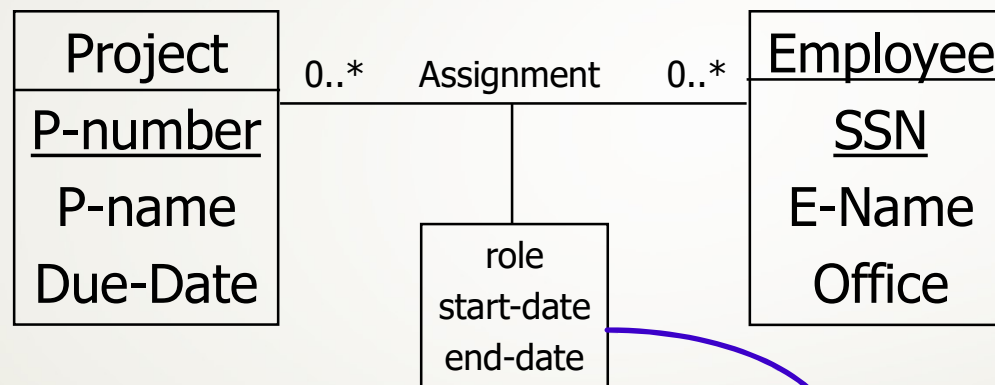 Project
P-number
P-name
Due-Date
0..* Assignment 0..*
role
start-date
end-date
Employee
SSN
E-Name
Office